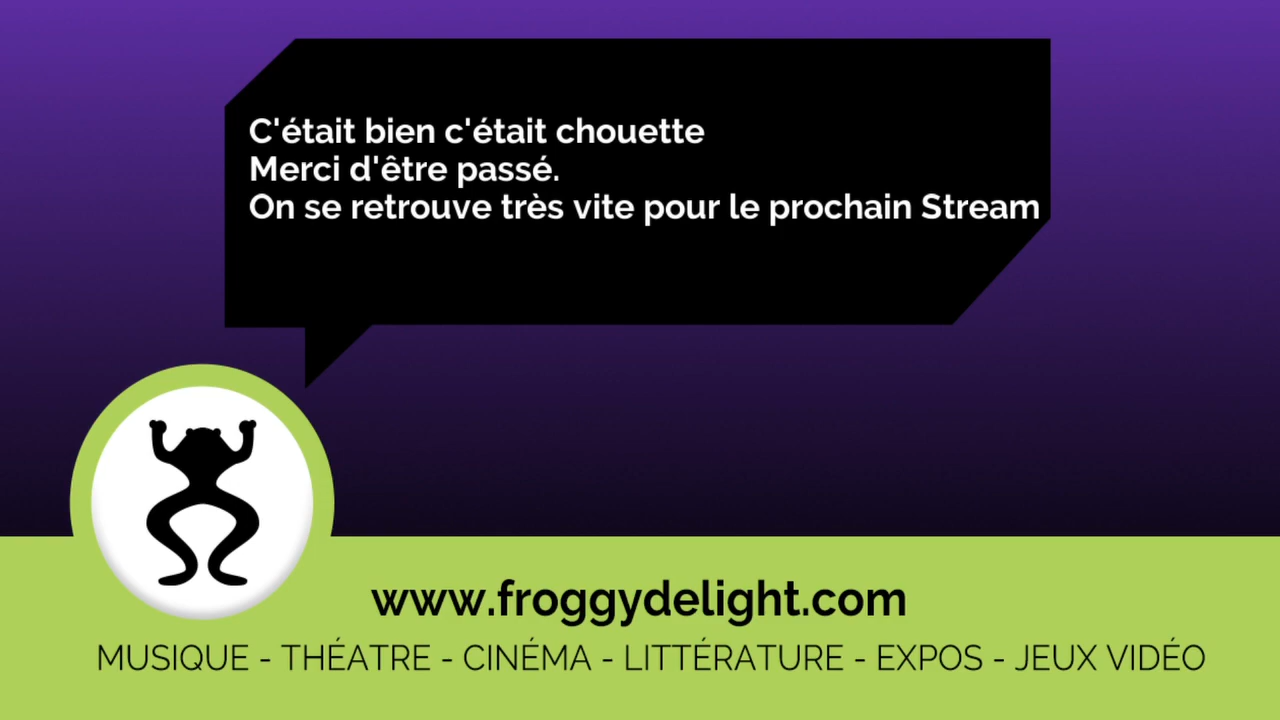 C'était bien c'était chouette
Merci d'être passé.
On se retrouve très vite pour le prochain Stream
www.froggydelight.com
MUSIQUE - THÉATRE - CINÉMA - LITTÉRATURE - EXPOS - JEUX VIDÉO